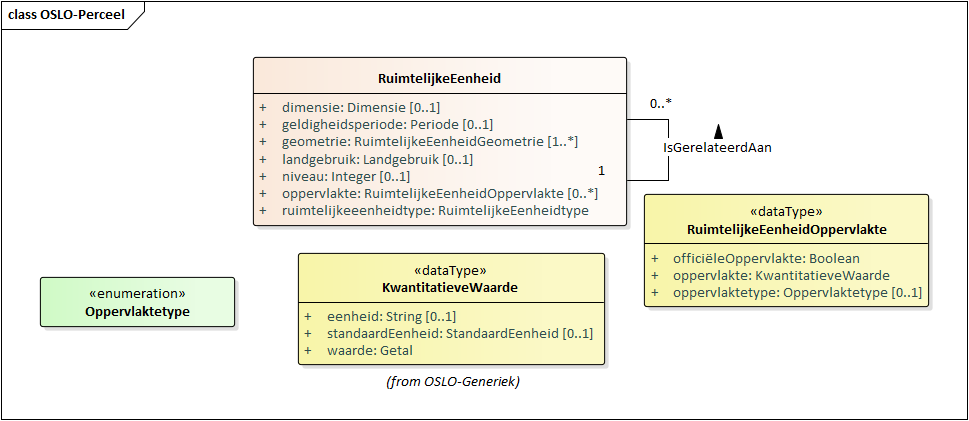 class OSLO-Perceel
RuimtelijkeEenheid
+ dimensie: Dimensie [0..1]
+ geldigheidsperiode: Periode [0..1]
+ geometrie: RuimtelijkeEenheidGeometrie [1..*]
+ landgebruik: Landgebruik [0..1]
+ niveau: Integer [0..1]
+ oppervlakte: RuimtelijkeEenheidOppervlakte [0..*]
+ ruimtelijkeeenheidtype: RuimtelijkeEenheidtype
0..*
IsGerelateerdAan
1
«dataType»
RuimtelijkeEenheidOppervlakte
+ officiëleOppervlakte: Boolean
+ oppervlakte: KwantitatieveWaarde
+ oppervlaktetype: Oppervlaktetype [0..1]
«enumeration»
Oppervlaktetype
«dataType»
KwantitatieveWaarde
+ eenheid: String [0..1]
+ standaardEenheid: StandaardEenheid [0..1]
+ waarde: Getal
(from OSLO-Generiek)